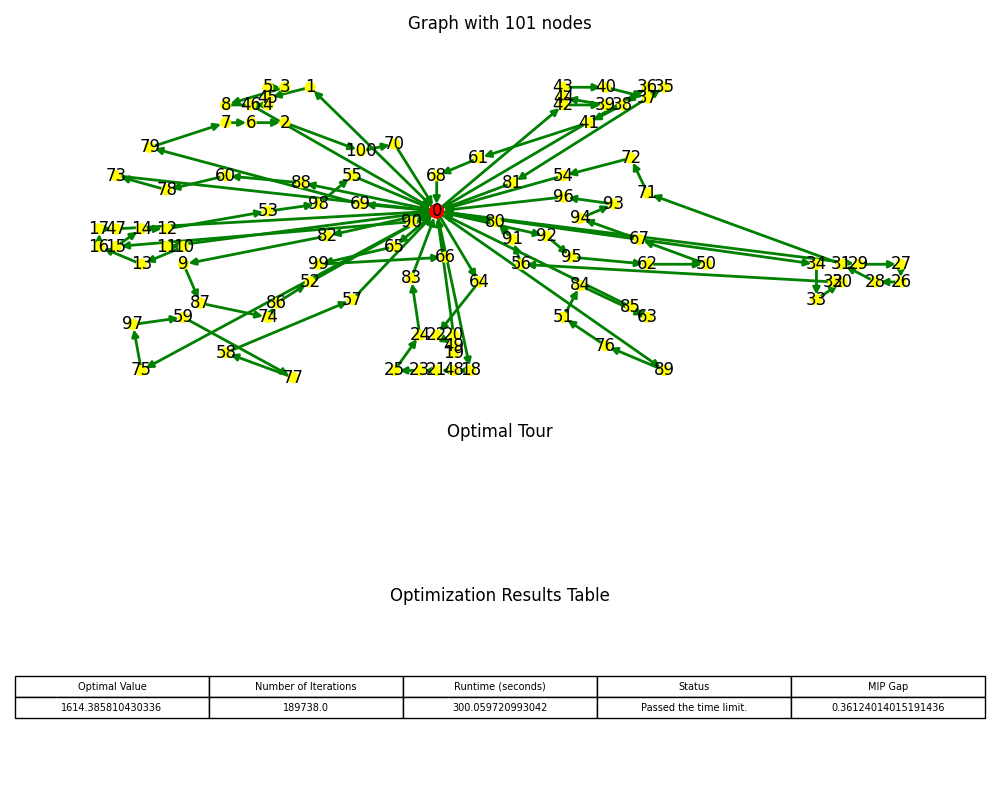 Graph with 101 nodes
5 3 1 43 40 36 35
8 46 4 45 44 42 39 38 37
7 6 2 41
79 100 70 61 72
73 78 60 88 55 68 81 54 71
53 98 69 0 96 93
17 47 14 12 82 90 80 94
16 15 11 10 65 91 92 67
13 9 99 66 56 95 62 50 34 31 29 27
52 83 64 84 32 30 28 26
87 86 74 57 51 85 63 33
97 59 24 22 20
58 49 19 76
75 77 25 23 21 48 18 89
Optimal Tour
Optimization Results Table
Optimal Value Number of Iterations Runtime (seconds) Status MIP Gap
1614.385810430336 189738.0 300.059720993042 Passed the time limit. 0.36124014015191436